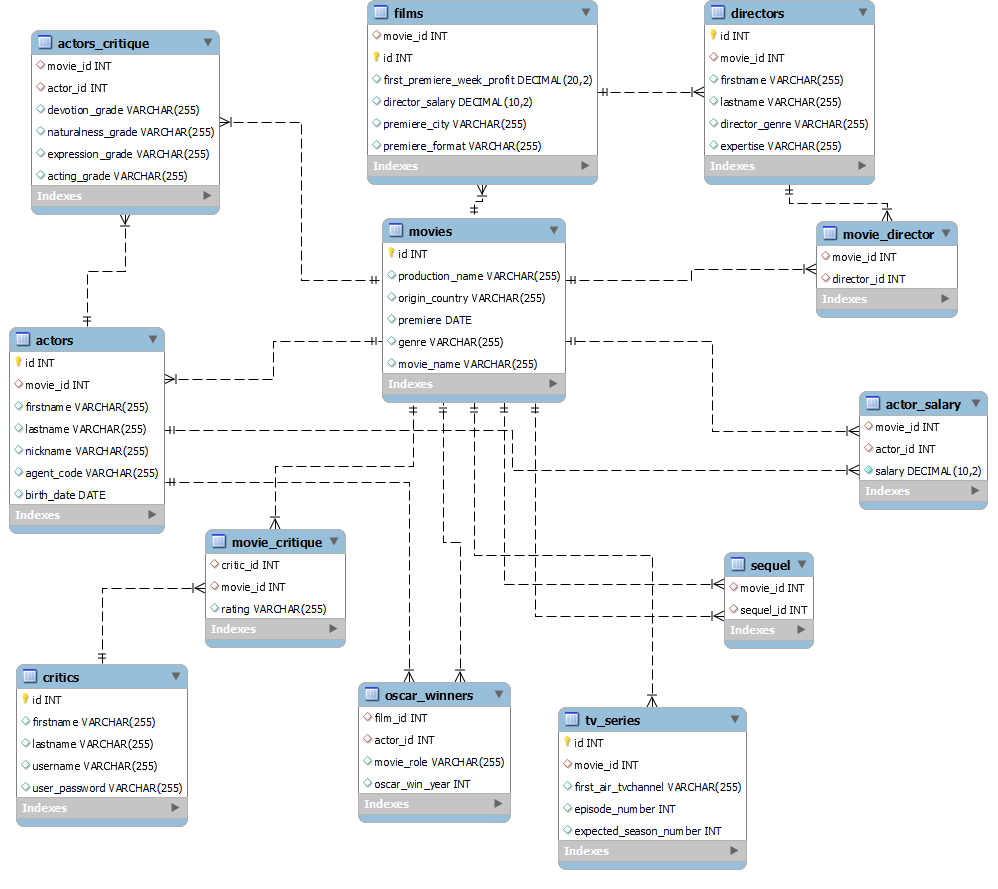 actors_critique
movie_id INT
actor_id INT
devotion_grade VARCHAR(255)
naturalness_grade VARCHAR(255)
expression_grade VARCHAR(255)
acting_grade VARCHAR(255)
Indexes
films
movie_id INT
id INT
first_premiere_week_profit DECIMAL(20,2)
director_salary DECIMAL(10,2)
premiere_city VARCHAR(255)
premiere_format VARCHAR(255)
Indexes
directors
id INT
movie_id INT
firstname VARCHAR(255)
lastname VARCHAR(255)
director_genre VARCHAR(255)
expertise VARCHAR(255)
Indexes
movies
id INT
production_name VARCHAR(255)
origin_country VARCHAR(255)
premiere DATE
genre VARCHAR(255)
movie_name VARCHAR(255)
Indexes
movie_director
movie_id INT
director_id INT
Indexes
actors
id INT
movie_id INT
firstname VARCHAR(255)
lastname VARCHAR(255)
nickname VARCHAR(255)
agent_code VARCHAR(255)
birth_date DATE
Indexes
actor_salary
movie_id INT
actor_id INT
salary DECIMAL(10,2)
Indexes
movie_critique
critic_id INT
movie_id INT
rating VARCHAR(255)
Indexes
sequel
movie_id INT
sequel_id INT
Indexes
critics
id INT
firstname VARCHAR(255)
lastname VARCHAR(255)
username VARCHAR(255)
user_password VARCHAR(255)
Indexes
oscar_winners
film_id INT
actor_id INT
movie_role VARCHAR(255)
oscar_win_year INT
Indexes
tv_series
id INT
movie_id INT
first_air_tvchannel VARCHAR(255)
episode_number INT
expected_season_number INT
Indexes